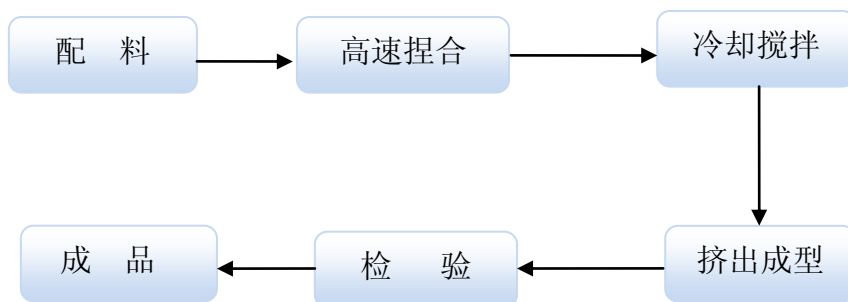 配 料
高速捏合
冷却搅拌
挤出成型
检 验
成 品